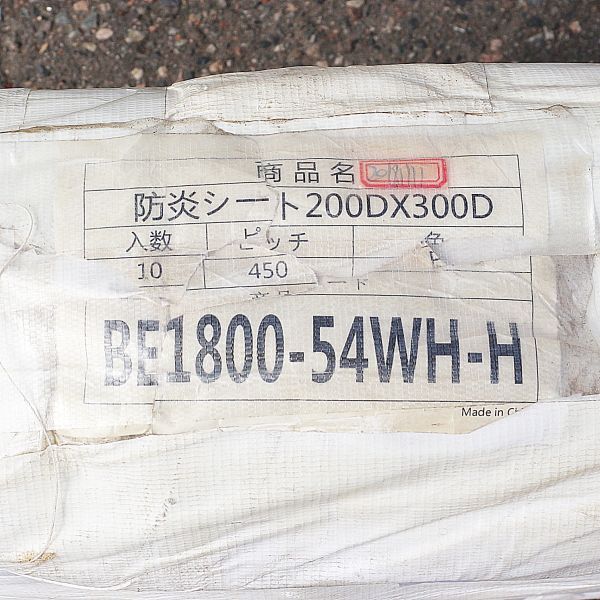 商品名
防炎シート200DX300D
入数 ピッチ 色
10 450
BE1800-54WH-H
Made in Ch